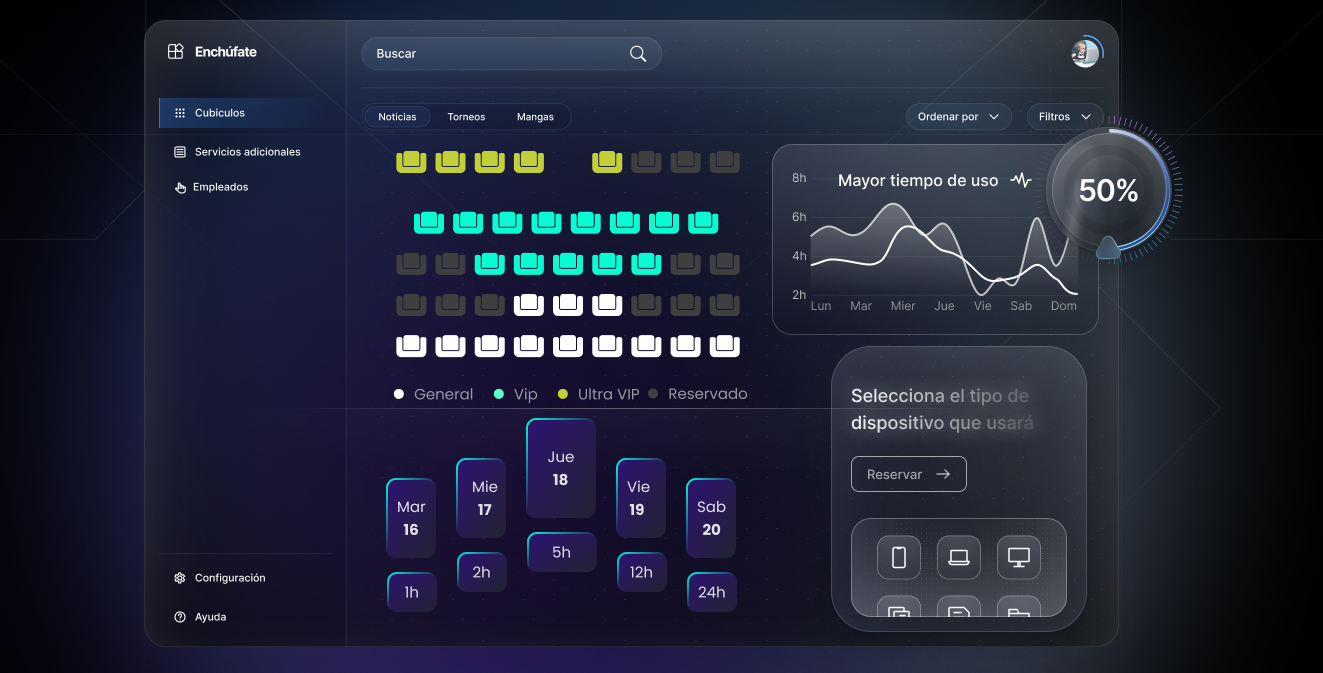 Enchúfate
Buscar
Cubiculos
Servicios adicionales
Empleados
Configuración
Ayuda
Noticias
Torneos
Mangas
Ordenar por
Filtros
General
Vip
Ultra VIP
Reservado
Mar
16
Mie
17
Jue
18
Vie
19
Sab
20
1h
2h
5h
12h
24h
Mayor tiempo de uso
8h
6h
4h
2h
Lun Mar Mier Jue Vie Sab Dom
50%
Selecciona el tipo de
dispositivo que usará
Reservar